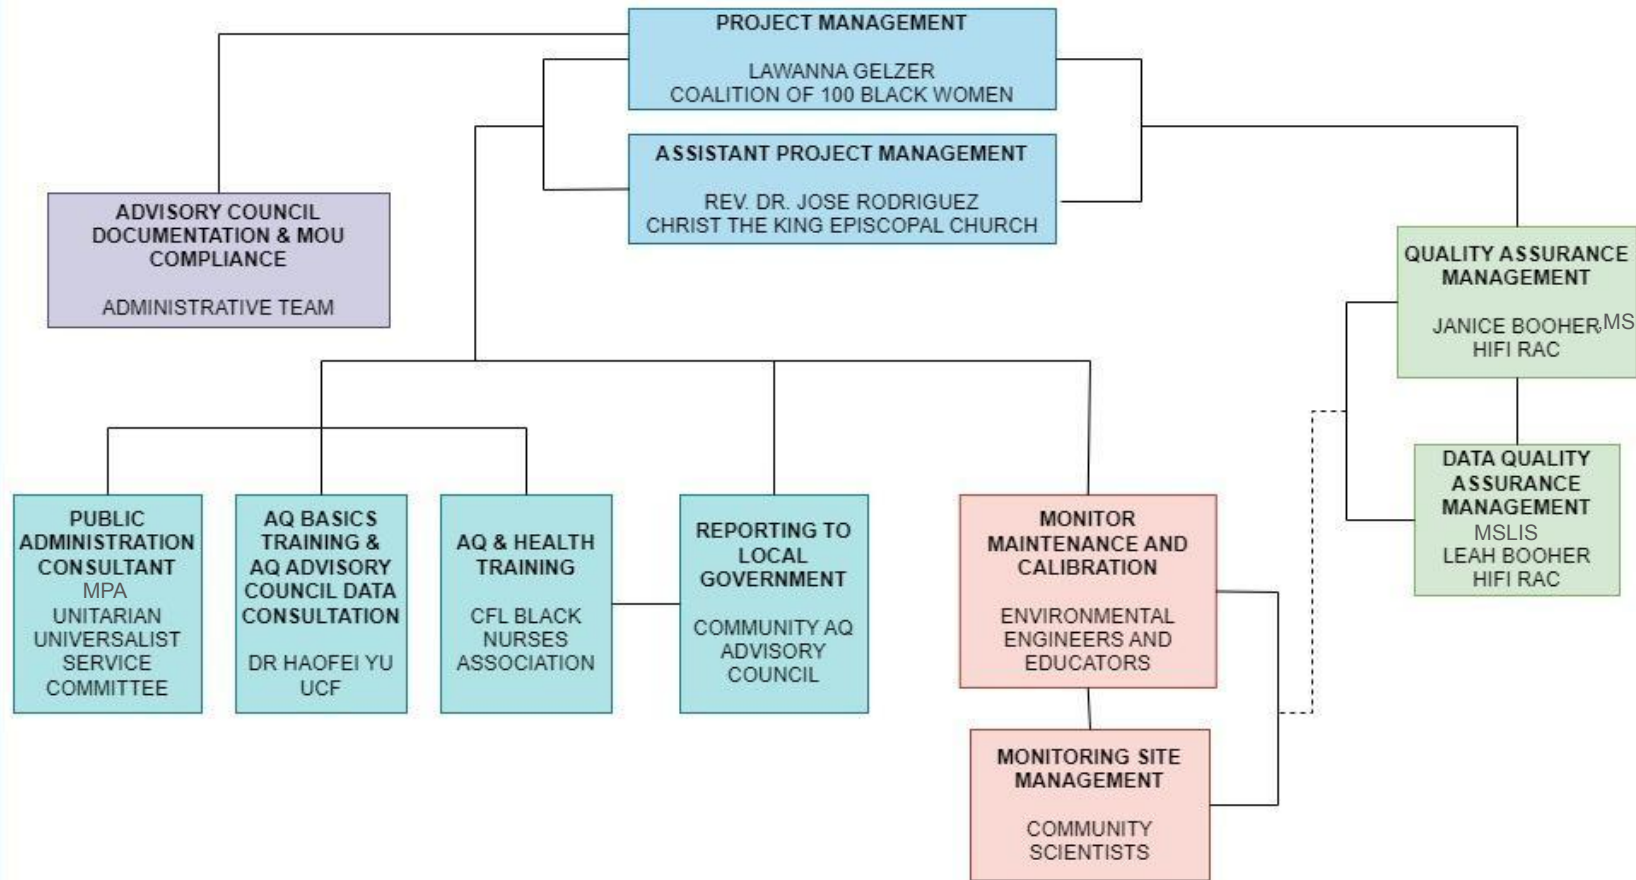 PROJECT MANAGEMENT
LAWANNA GELZER
COALITION OF 100 BLACK WOMEN
ASSISTANT PROJECT MANAGEMENT
REV. DR. JOSE RODRIGUEZ
CHRIST THE KING EPISCOPAL CHURCH
ADVISORY COUNCIL
DOCUMENTATION & MOU
COMPLIANCE
ADMINISTRATIVE TEAM
QUALITY ASSURANCE
MANAGEMENT
JANICE BOOHER,MS
HIFI RAC
DATA QUALITY
ASSURANCE
MANAGEMENT
MSLIS
LEAH BOOHER
HIFI RAC
PUBLIC
ADMINISTRATION
CONSULTANT
MPA
UNITARIAN
UNIVERSALIST
SERVICE
COMMITTEE
AQ BASICS
TRAINING &
AQ ADVISORY
COUNCIL DATA
CONSULTATION
DR HAOFEI YU
UCF
AQ & HEALTH
TRAINING
CFL BLACK
NURSES
ASSOCIATION
REPORTING TO
LOCAL
GOVERNMENT
COMMUNITY AQ
ADVISORY
COUNCIL
MONITOR
MAINTENANCE AND
CALIBRATION
ENVIRONMENTAL
ENGINEERS AND
EDUCATORS
MONITORING SITE
MANAGEMENT
COMMUNITY
SCIENTISTS